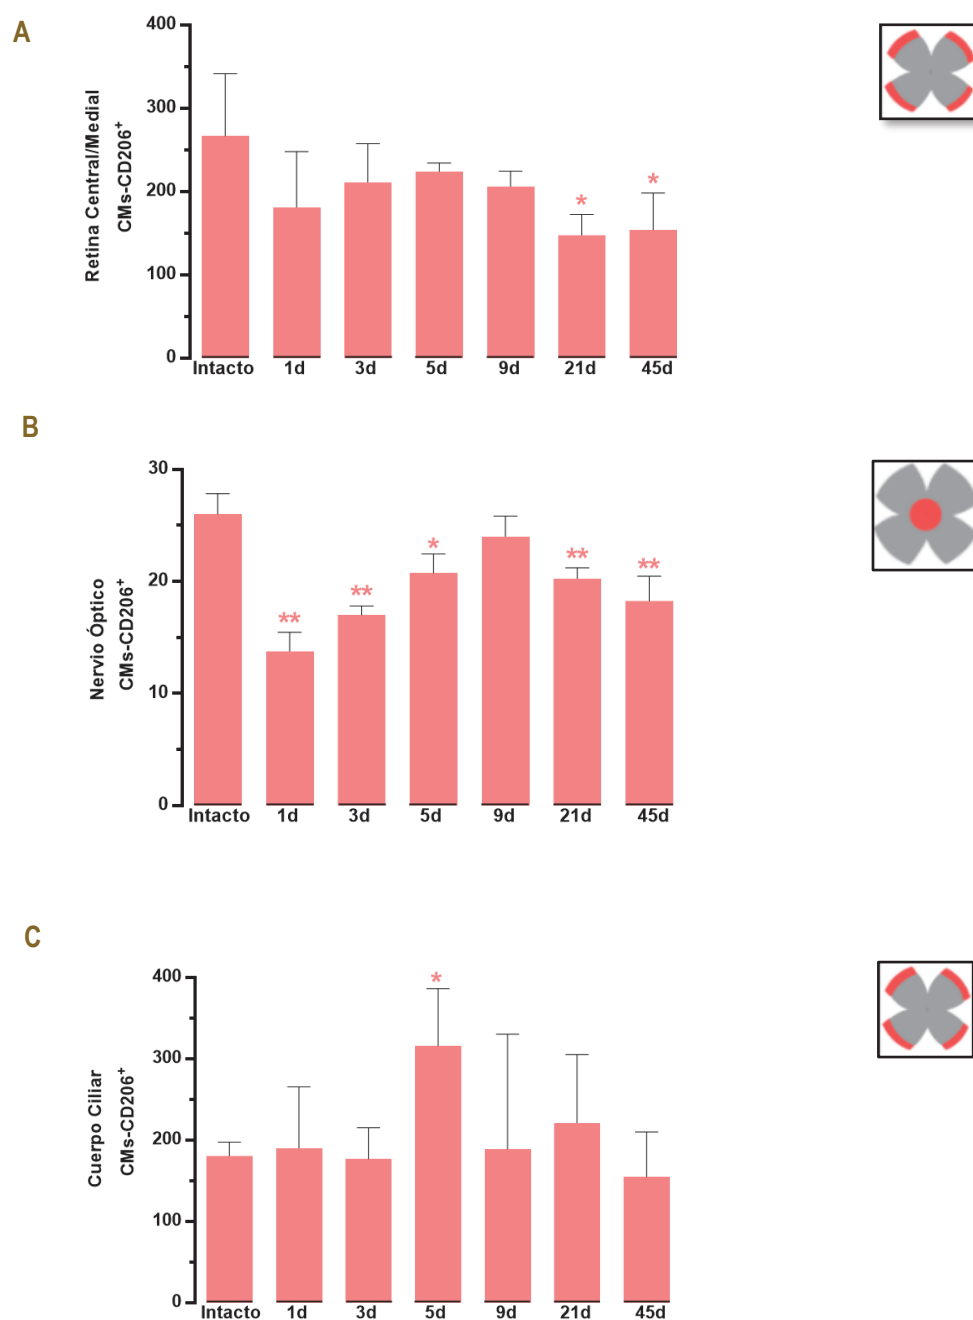 A
400
300
200
100
0
Retina Central/Medial
CMs-CD206⁺
*
*
Intacto 1d 3d 5d 9d 21d 45d
B
30
20
10
0
Nervio Óptico
CMs-CD206⁺
**
**
*
**
**
Intacto 1d 3d 5d 9d 21d 45d
C
400
300
200
100
0
Cuerpo Ciliar
CMs-CD206⁺
*
Intacto 1d 3d 5d 9d 21d 45d